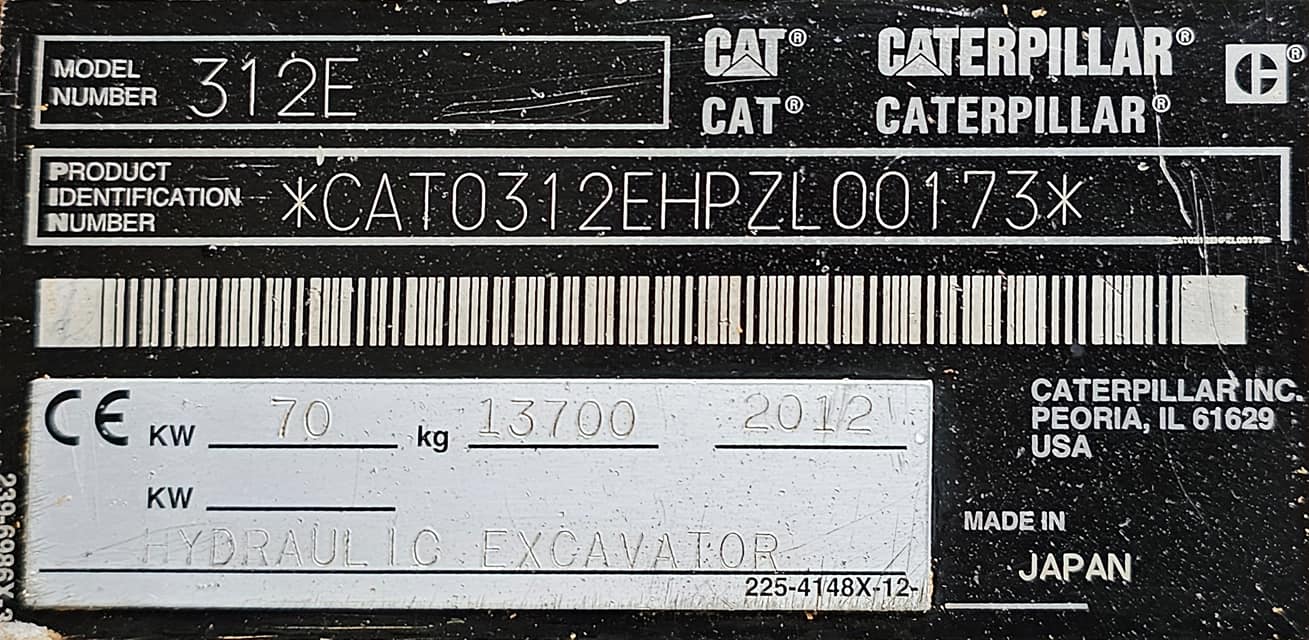 MODEL NUMBER 312E
CAT® CATERPILLAR®
CAT® CATERPILLAR®
PRODUCT IDENTIFICATION NUMBER *CAT0312EHPZL00173*
CAT0312EHPZL00173
CE KW 70 kg 13700 2012
KW
HYDRAULIC EXCAVATOR
225-4148X-12-
CATERPILLAR INC.
PEORIA, IL 61629
USA
MADE IN
JAPAN